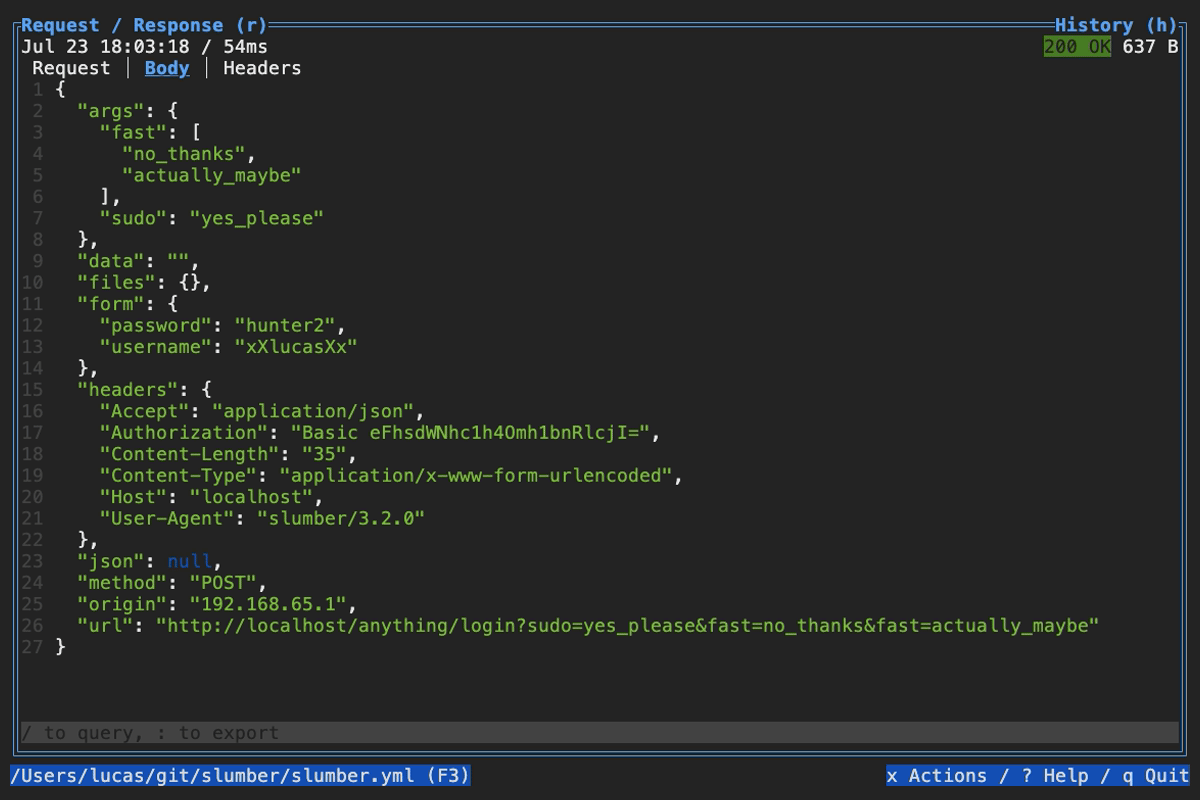 Request / Response (r) History (h)
Jul 23 18:03:18 / 54ms 200 OK 637 B
Request | Body | Headers
1 {
2   "args": {
3     "fast": [
4       "no_thanks",
5       "actually_maybe"
6     ],
7     "sudo": "yes_please"
8   },
9   "data": "",
10   "files": {},
11   "form": {
12     "password": "hunter2",
13     "username": "xXlucasXx"
14   },
15   "headers": {
16     "Accept": "application/json",
17     "Authorization": "Basic eFhsdWNhc1h4Omh1bnRlcjI=",
18     "Content-Length": "35",
19     "Content-Type": "application/x-www-form-urlencoded",
20     "Host": "localhost",
21     "User-Agent": "slumber/3.2.0"
22   },
23   "json": null,
24   "method": "POST",
25   "origin": "192.168.65.1",
26   "url": "http://localhost/anything/login?sudo=yes_please&fast=no_thanks&fast=actually_maybe"
27 }
/ to query, : to export
/Users/lucas/git/slumber/slumber.yml (F3) x Actions / ? Help / q Quit